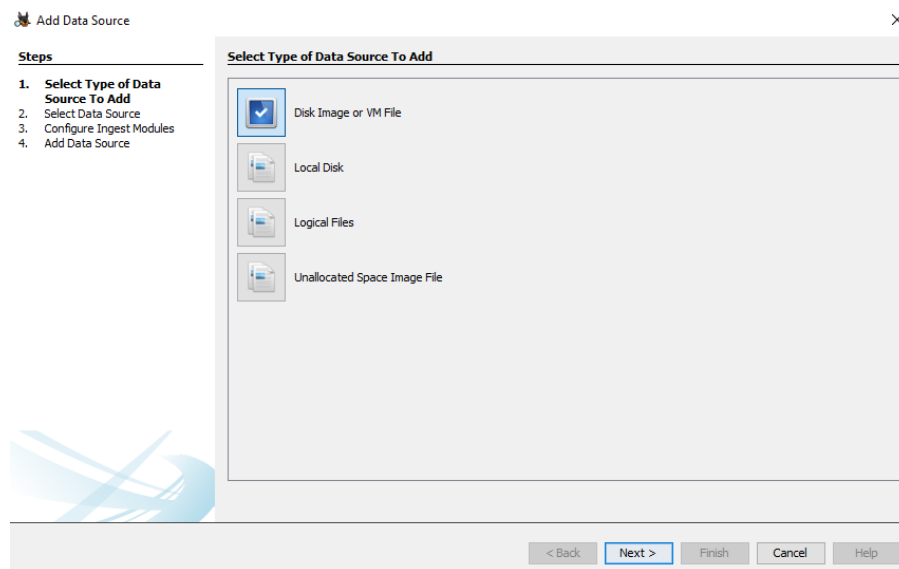 Add Data Source
Steps
1. Select Type of Data
Source To Add
2. Select Data Source
3. Configure Ingest Modules
4. Add Data Source
Select Type of Data Source To Add
Disk Image or VM File
Local Disk
Logical Files
Unallocated Space Image File
< Back
Next >
Finish
Cancel
Help